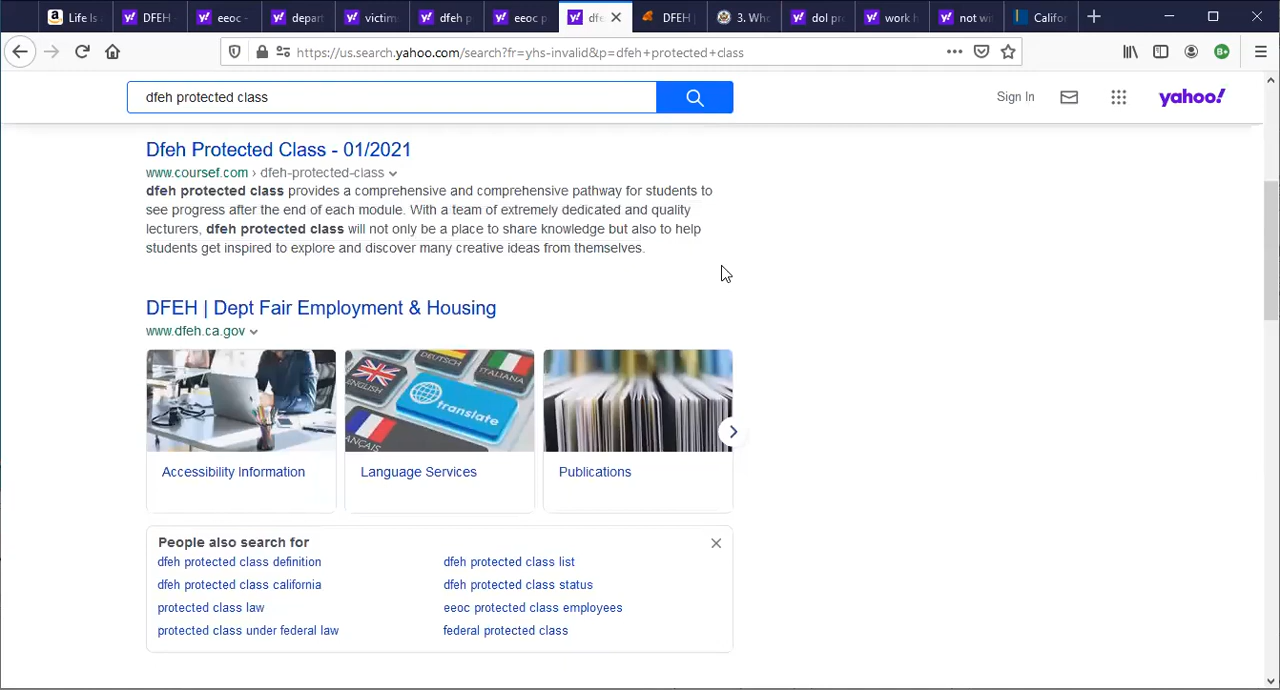 Life Is
DFEH
eeoc
depart
victim
dfeh p
eeoc p
dfe
DFEH |
3. Who
dol pr
work h
not wi
Califor
https://us.search.yahoo.com/search?fr=yhs-invalid&p=dfeh+protected+class
dfeh protected class
Sign In
yahoo!
Dfeh Protected Class - 01/2021
www.coursef.com › dfeh-protected-class
dfeh protected class provides a comprehensive and comprehensive pathway for students to
see progress after the end of each module. With a team of extremely dedicated and quality
lecturers, dfeh protected class will not only be a place to share knowledge but also to help
students get inspired to explore and discover many creative ideas from themselves.
DFEH | Dept Fair Employment & Housing
www.dfeh.ca.gov
ENGLISH
DEUTSCH
ITALIANA
translate
ANÇAIS
Accessibility Information
Language Services
Publications
People also search for
dfeh protected class definition
dfeh protected class list
dfeh protected class california
dfeh protected class status
protected class law
eeoc protected class employees
protected class under federal law
federal protected class